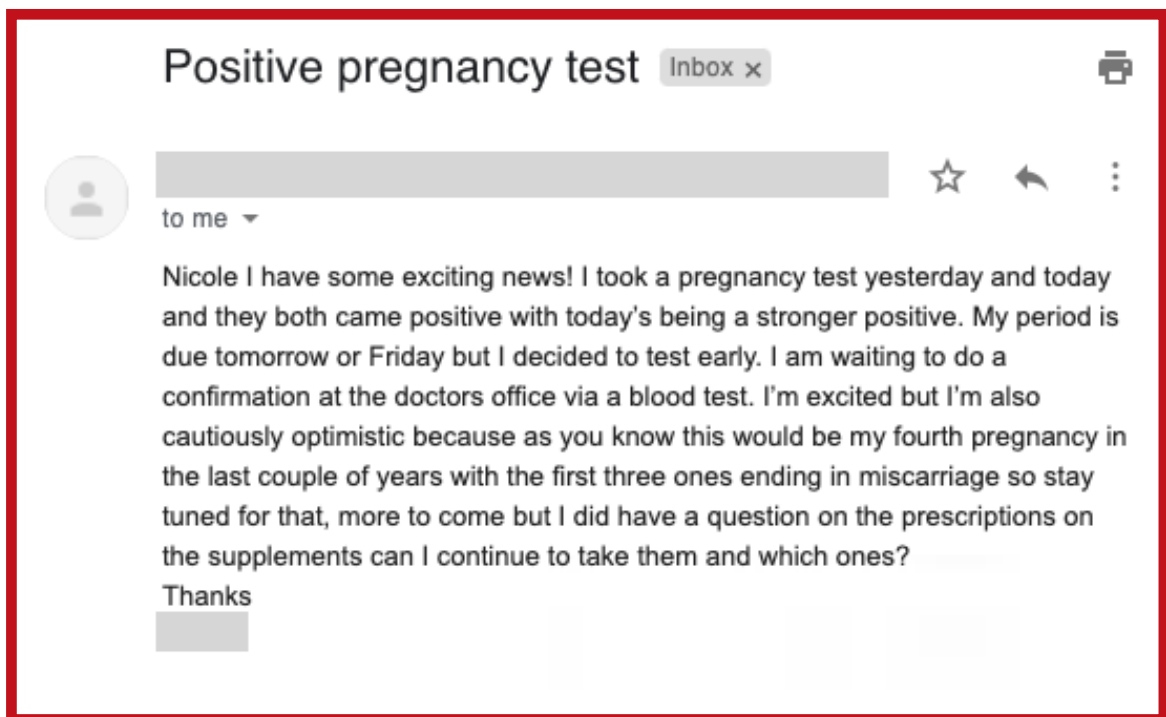 Positive pregnancy test Inbox x
to me
Nicole I have some exciting news! I took a pregnancy test yesterday and today
and they both came positive with today's being a stronger positive. My period is
due tomorrow or Friday but I decided to test early. I am waiting to do a
confirmation at the doctors office via a blood test. I'm excited but I'm also
cautiously optimistic because as you know this would be my fourth pregnancy in
the last couple of years with the first three ones ending in miscarriage so stay
tuned for that, more to come but I did have a question on the prescriptions on
the supplements can I continue to take them and which ones?
Thanks